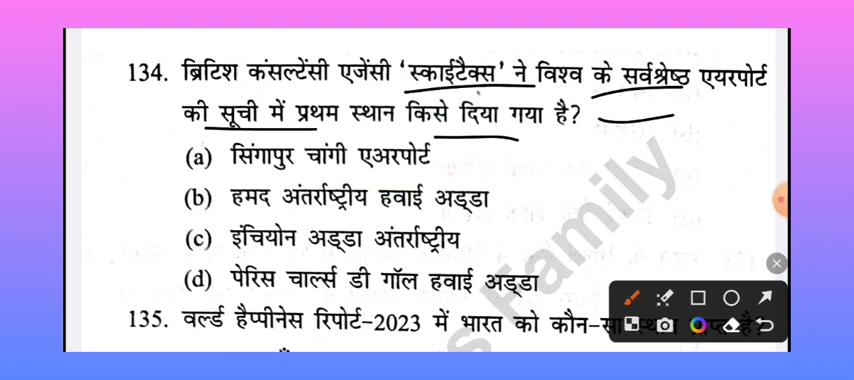 134. ब्रिटिश कंसल्टेंसी एजेंसी 'स्काईटैक्स' ने विश्व के सर्वश्रेष्ठ एयरपोर्ट
की सूची में प्रथम स्थान किसे दिया गया है?
(a) सिंगापुर चांगी एअरपोर्ट
(b) हमद अंतर्राष्ट्रीय हवाई अड्डा
(c) इंचियोन अड्डा अंतर्राष्ट्रीय
(d) पेरिस चार्ल्स डी गॉल हवाई अड्डा
135. वर्ल्ड हैप्पीनेस रिपोर्ट-2023 में भारत को कौन-सा
s Family